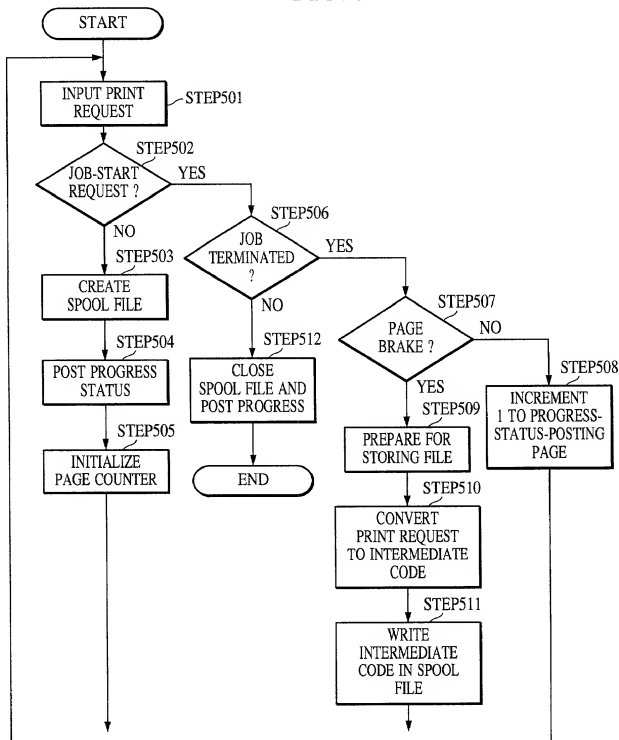 START
INPUT PRINT
REQUEST
STEP501
STEP502
JOB-START
REQUEST ?
YES
NO
STEP503
CREATE
SPOOL FILE
STEP504
POST PROGRESS
STATUS
STEP505
INITIALIZE
PAGE COUNTER
STEP506
JOB
TERMINATED
?
YES
NO
STEP512
CLOSE
SPOOL FILE AND
POST PROGRESS
END
STEP507
PAGE
BRAKE ?
NO
YES
STEP508
INCREMENT
1 TO PROGRESS-
STATUS-POSTING
PAGE
STEP509
PREPARE FOR
STORING FILE
STEP510
CONVERT
PRINT REQUEST
TO INTERMEDIATE
CODE
STEP511
WRITE
INTERMEDIATE
CODE IN SPOOL
FILE